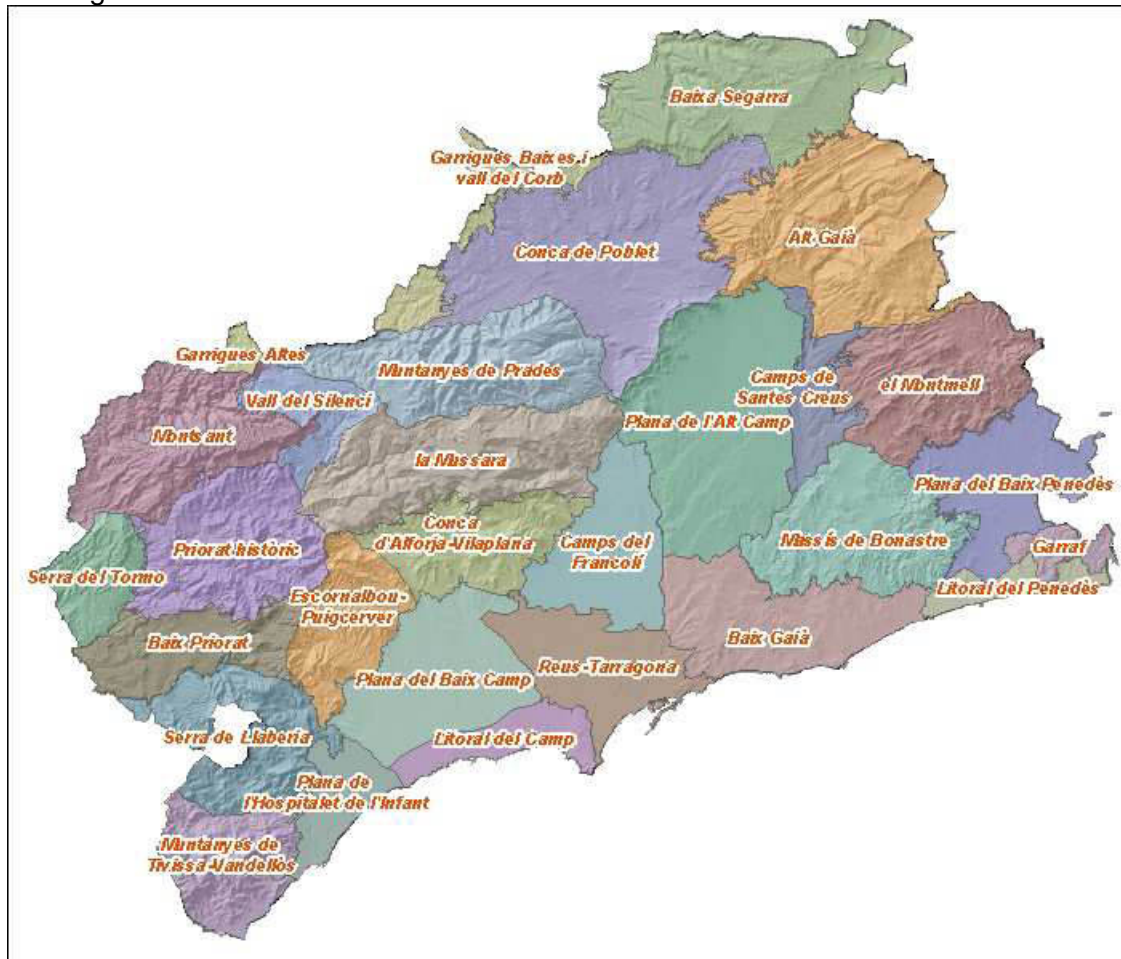 Baixa Segarra
Garrigues Baixes i
vall del Corb
Alt Gaià
Conca de Poblet
Garrigues Altes
Muntanyes de Prades
Camps de
Santes Creus
el Montmell
Vall del Silenci
Montsant
Plana de l'Alt Camp
la Mussara
Plana del Baix Penedès
Conca
d'Alforja-Vilaplana
Priorat històric
Camps del
Francolí
Massís de Bonastre
Garraf
Serra del Tormo
Litoral del Penedès
Escornalbou-
Puigcerver
Baix Priorat
Baix Gaià
Reus-Tarragona
Plana del Baix Camp
Serra de Llaberia
Litoral del Camp
Plana de
l'Hospitalet de l'Infant
Muntanyes de
Tivissa-Vandellòs